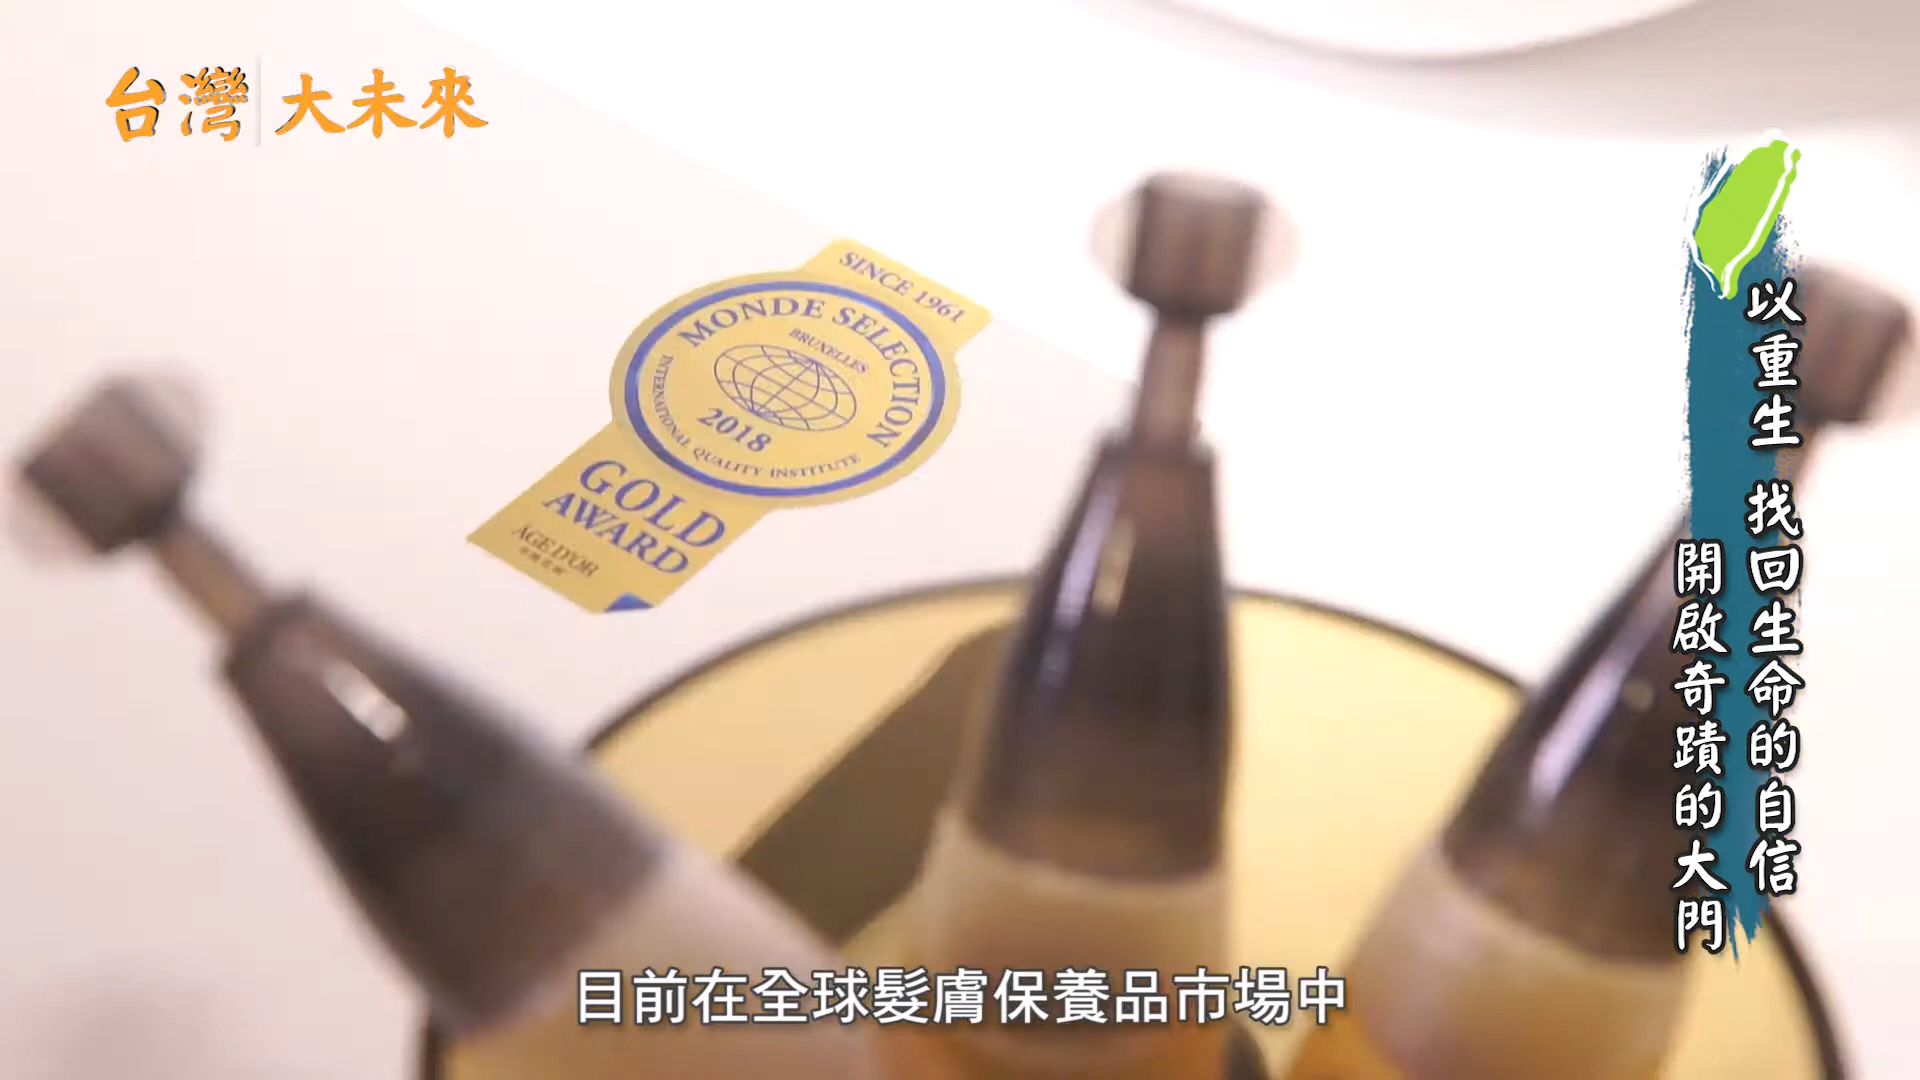 台灣 大未來
SINCE 1961
MONDE SELECTION
BRUXELLES
2018
INTERNATIONAL QUALITY INSTITUTE
GOLD
AWARD
AGE D'OR
以重生 找回生命的自信
開啟奇蹟的大門
目前在全球髮膚保養品市場中